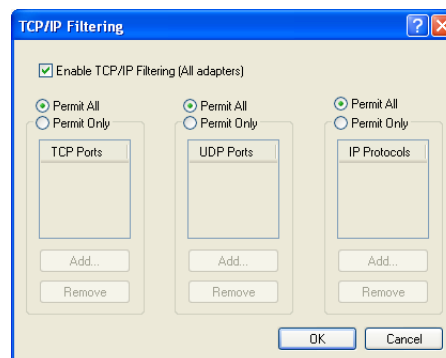 TCP/IP Filtering
Enable TCP/IP Filtering (All adapters)
Permit All Permit All Permit All
Permit Only Permit Only Permit Only
TCP Ports UDP Ports IP Protocols
Add... Add... Add...
Remove Remove Remove
OK Cancel